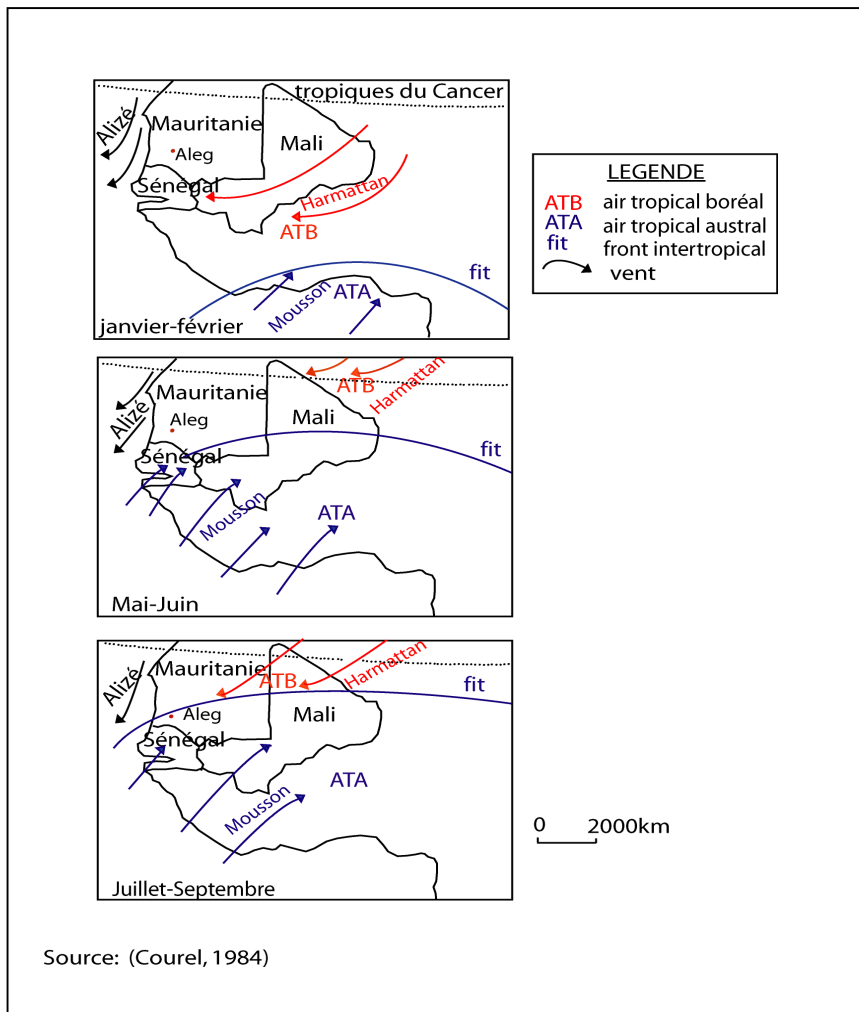 tropiques du Cancer
Alizé
Mauritanie
Mali
Aleg
Sénégal
Harmattan
ATB
fit
ATA
Mousson
janvier-février
LEGENDE
ATB air tropical boréal
ATA air tropical austral
fit front intertropical
vent
ATB
Mauritanie
Harmattan
Alizé
Aleg
Mali
fit
Sénégal
Mousson
ATA
Mai-Juin
Mauritanie
Harmattan
Alizé
ATB
fit
Aleg
Mali
Sénégal
ATA
Mousson
Juillet-Septembre
0 2000km
Source: (Courel, 1984)